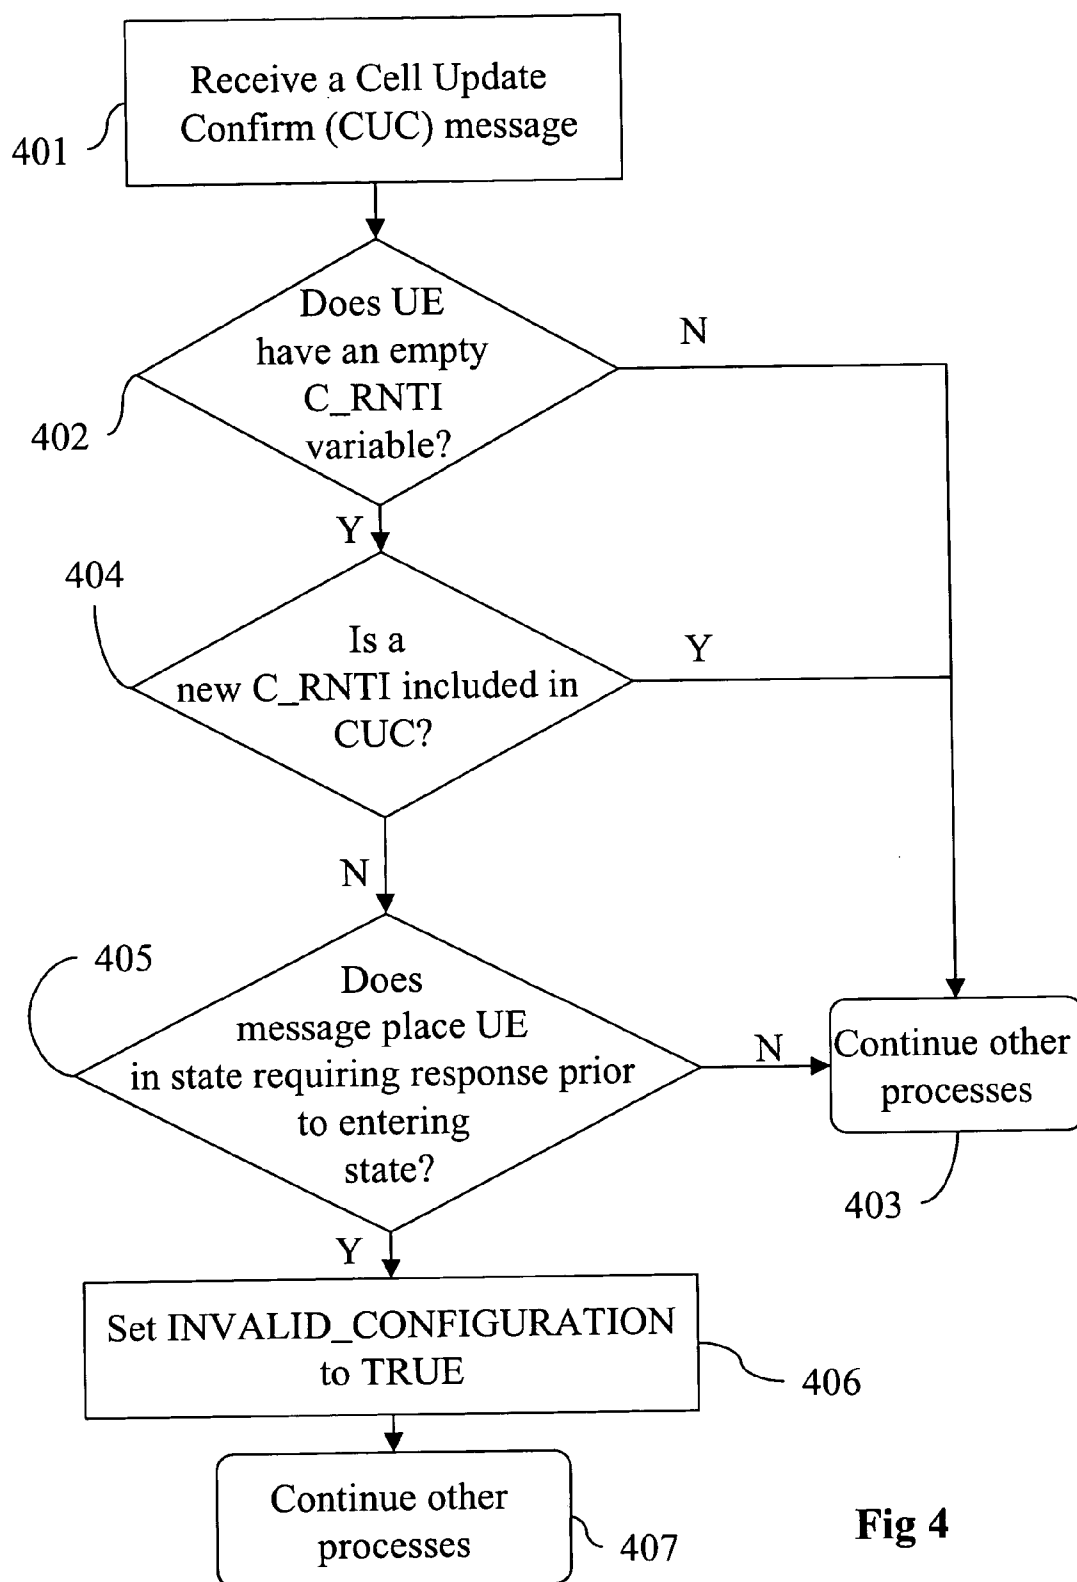 Receive a Cell Update
Confirm (CUC) message
401
Does UE
have an empty
C_RNTI
variable?
N
402
Y
404
Is a
new C_RNTI included in
CUC?
Y
N
405
Does
message place UE
in state requiring response prior
to entering
state?
N
Continue other
processes
403
Y
Set INVALID_CONFIGURATION
to TRUE
406
Continue other
processes
407
Fig 4